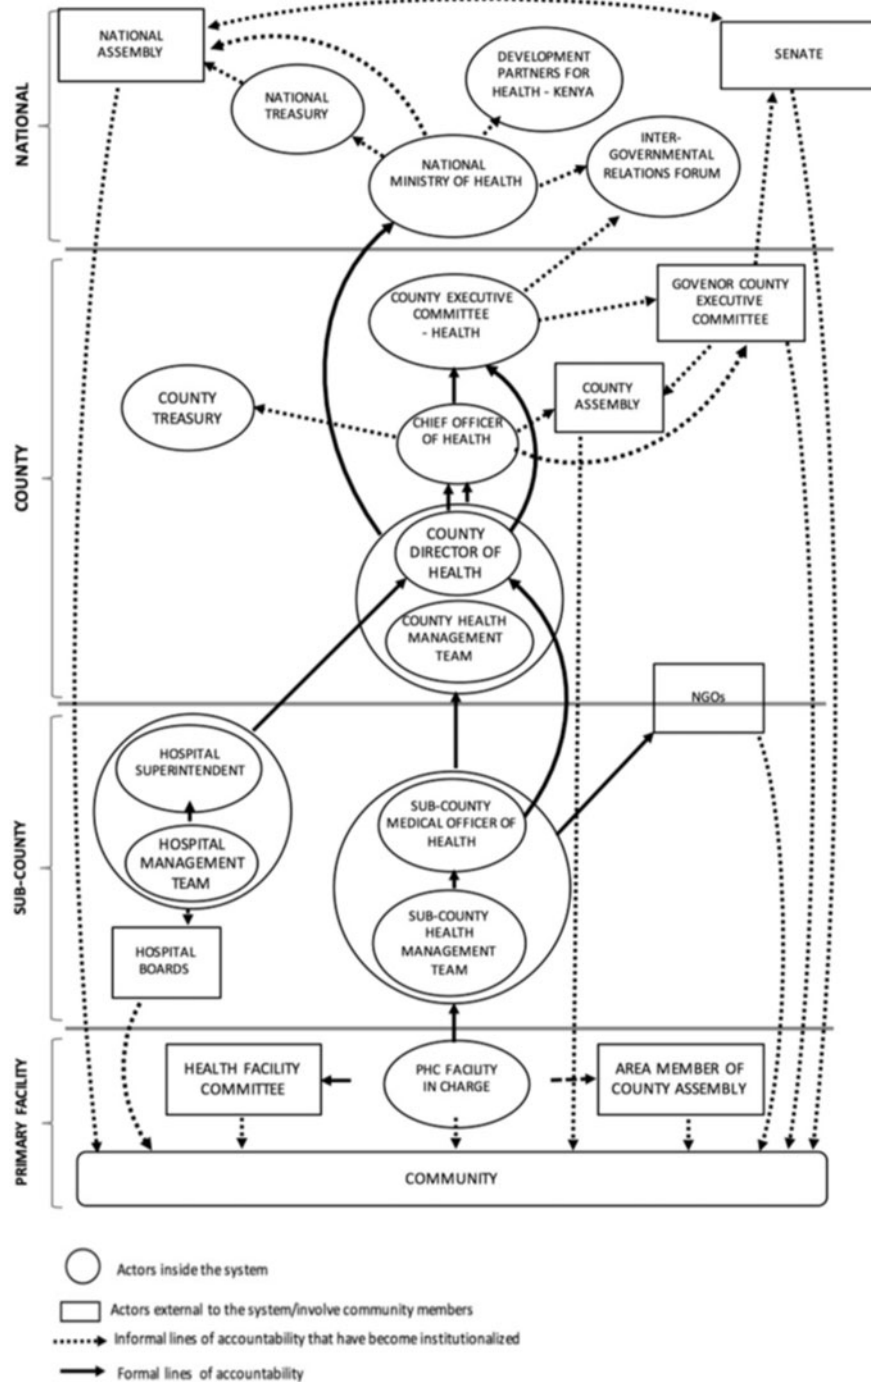 NATIONAL
NATIONAL
ASSEMBLY
SENATE
NATIONAL
TREASURY
DEVELOPMENT
PARTNERS FOR
HEALTH - KENYA
NATIONAL
MINISTRY OF HEALTH
INTER-
GOVERNMENTAL
RELATIONS FORUM
COUNTY
COUNTY EXECUTIVE
COMMITTEE
- HEALTH
GOVENOR COUNTY
EXECUTIVE
COMMITTEE
COUNTY
TREASURY
COUNTY
ASSEMBLY
CHIEF OFFICER
OF HEALTH
COUNTY
DIRECTOR OF
HEALTH
COUNTY HEALTH
MANAGEMENT
TEAM
NGOs
SUB-COUNTY
HOSPITAL
SUPERINTENDENT
HOSPITAL
MANAGEMENT
TEAM
SUB-COUNTY
MEDICAL OFFICER OF
HEALTH
SUB-COUNTY
HEALTH
MANAGEMENT
TEAM
HOSPITAL
BOARDS
PRIMARY FACILITY
HEALTH FACILITY
COMMITTEE
PHC FACILITY
IN CHARGE
AREA MEMBER OF
COUNTY ASSEMBLY
COMMUNITY
Actors inside the system
Actors external to the system/involve community members
Informal lines of accountability that have become institutionalized
Formal lines of accountability